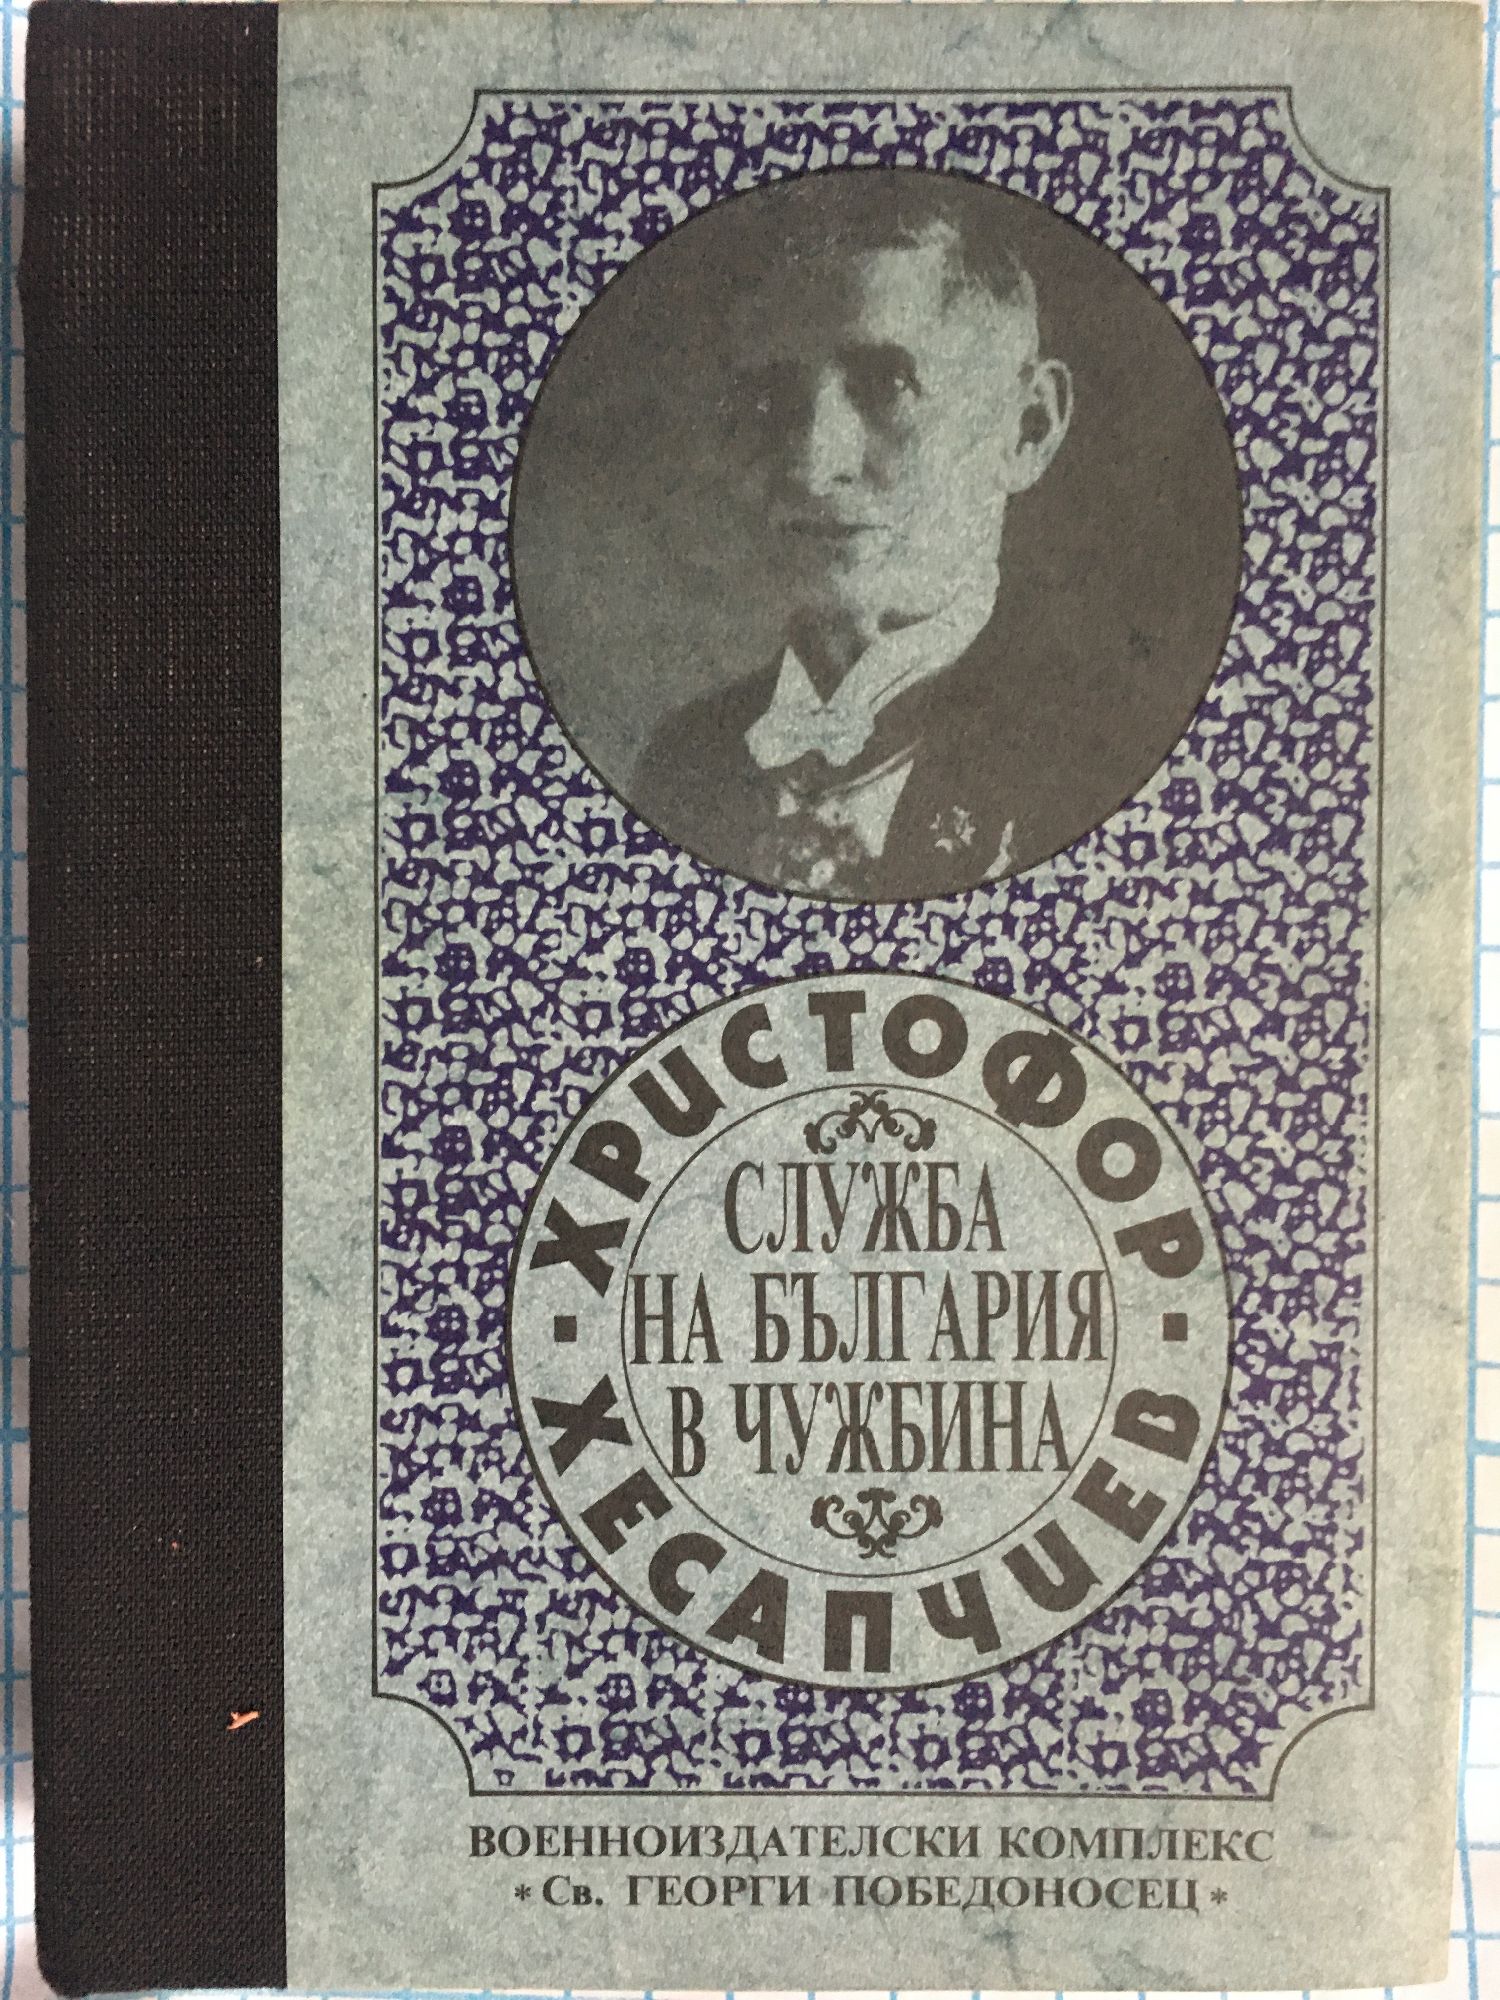 ХРИСТОФОР
СЛУЖБА
НА БЪЛГАРИЯ
В ЧУЖБИНА
ХЕСАПЧИЕВ
ВОЕННОИЗДАТЕЛСКИ КОМПЛЕКС
* Св. ГЕОРГИ ПОБЕДОНОСЕЦ *